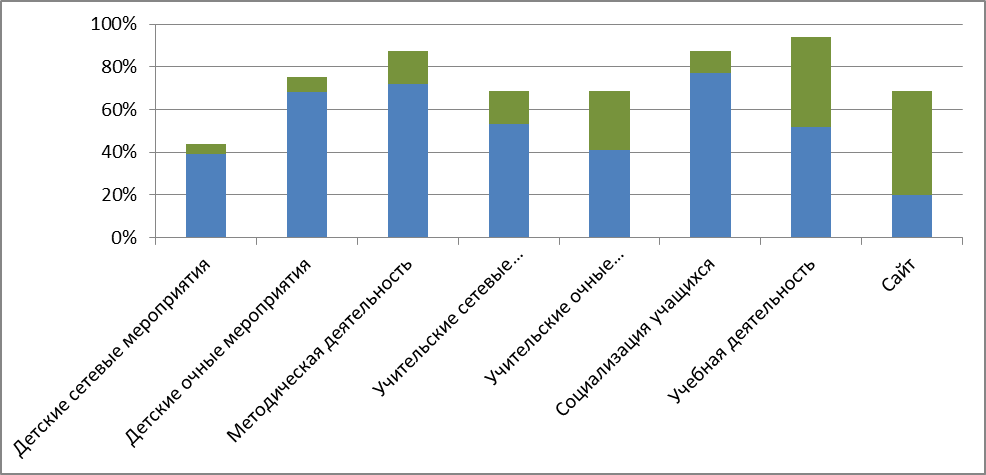 100%
80%
60%
40%
20%
0%
Детские сетевые мероприятия
Детские очные мероприятия
Методическая деятельность
Учительские сетевые...
Учительские очные...
Социализация учащихся
Учебная деятельность
Сайт